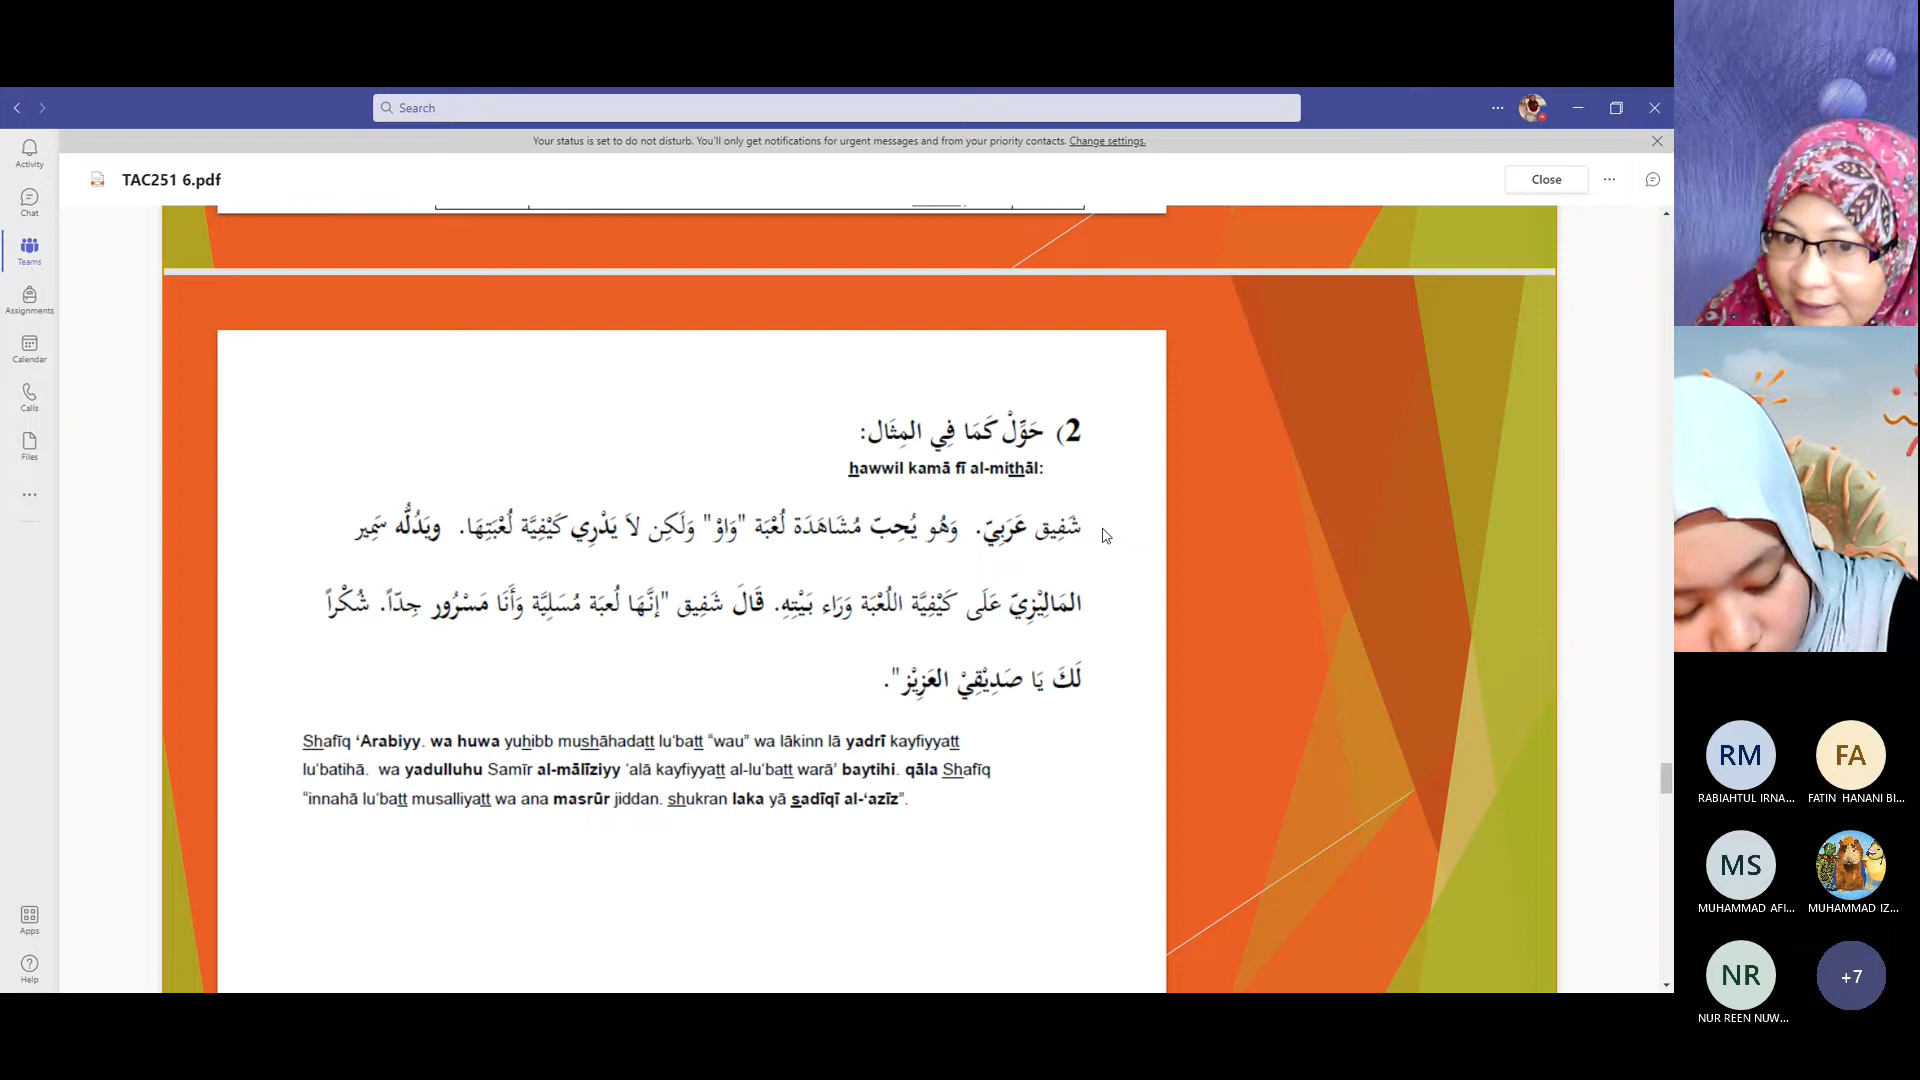 Search
Your status is set to do not disturb. You'll only get notifications for urgent messages and from your priority contacts. Change settings.
Activity
Chat
Teams
Assignments
Calendar
Calls
Files
Apps
Help
TAC251 6.pdf
Close
2) حَوِّلْ كَمَا فِي المِثَال:
hawwil kamā fī al-mithāl:
شَفِيق عَرَبِيّ. وَهُو يُحِبّ مُشَاهَدَة لُعْبَة "وَاوْ" وَلَكِن لاَ يَدْرِي كَيْفِيَّة لُعْبَتِهَا. ويَدُلُّه سَمِير
المَالِيْزِيّ عَلَى كَيْفِيَّة اللُعْبَة وَرَاء بَيْتِهِ. قَالَ شَفِيق "إنَّهَا لُعبَة مُسَلِيَّة وَأَنَا مَسْرُور جِدّاً. شُكْراً
لَكَ يَا صَدِيْقِيْ العَزِيْز".
Shafīq ‘Arabiyy. wa huwa yuhibb mushāhadatt lu‘batt “wau” wa lākinn lā yadrī kayfiyyatt
lu‘batihā. wa yadulluhu Samīr al-mālīziyy ‘alā kayfiyyatt al-lu‘batt warā’ baytihi. qāla Shafīq
“innahā lu‘batt musalliyatt wa ana masrūr jiddan. shukran laka yā sadīqī al-‘azīz”.
RM
RABIAHTUL IRNA...
FA
FATIN HANANI BI...
MS
MUHAMMAD AFI...
MUHAMMAD IZ...
NR
NUR REEN NUW...
+7